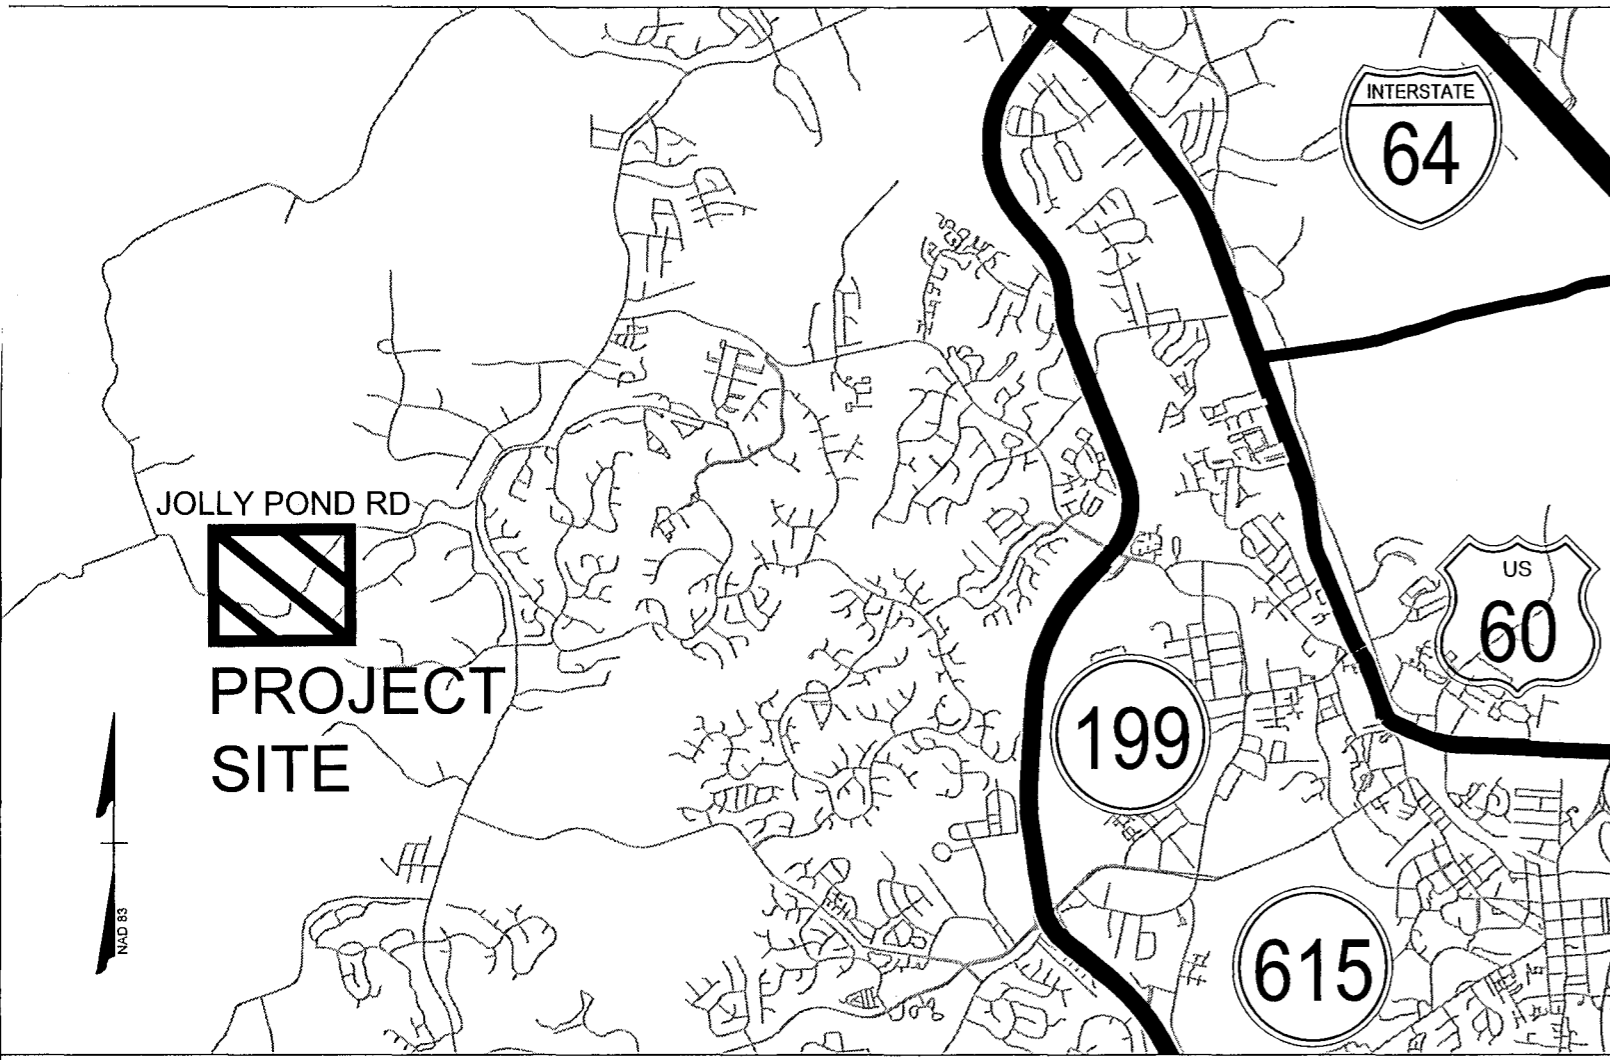 INTERSTATE
64
JOLLY POND RD
US
60
PROJECT
SITE
199
NAD 83
615